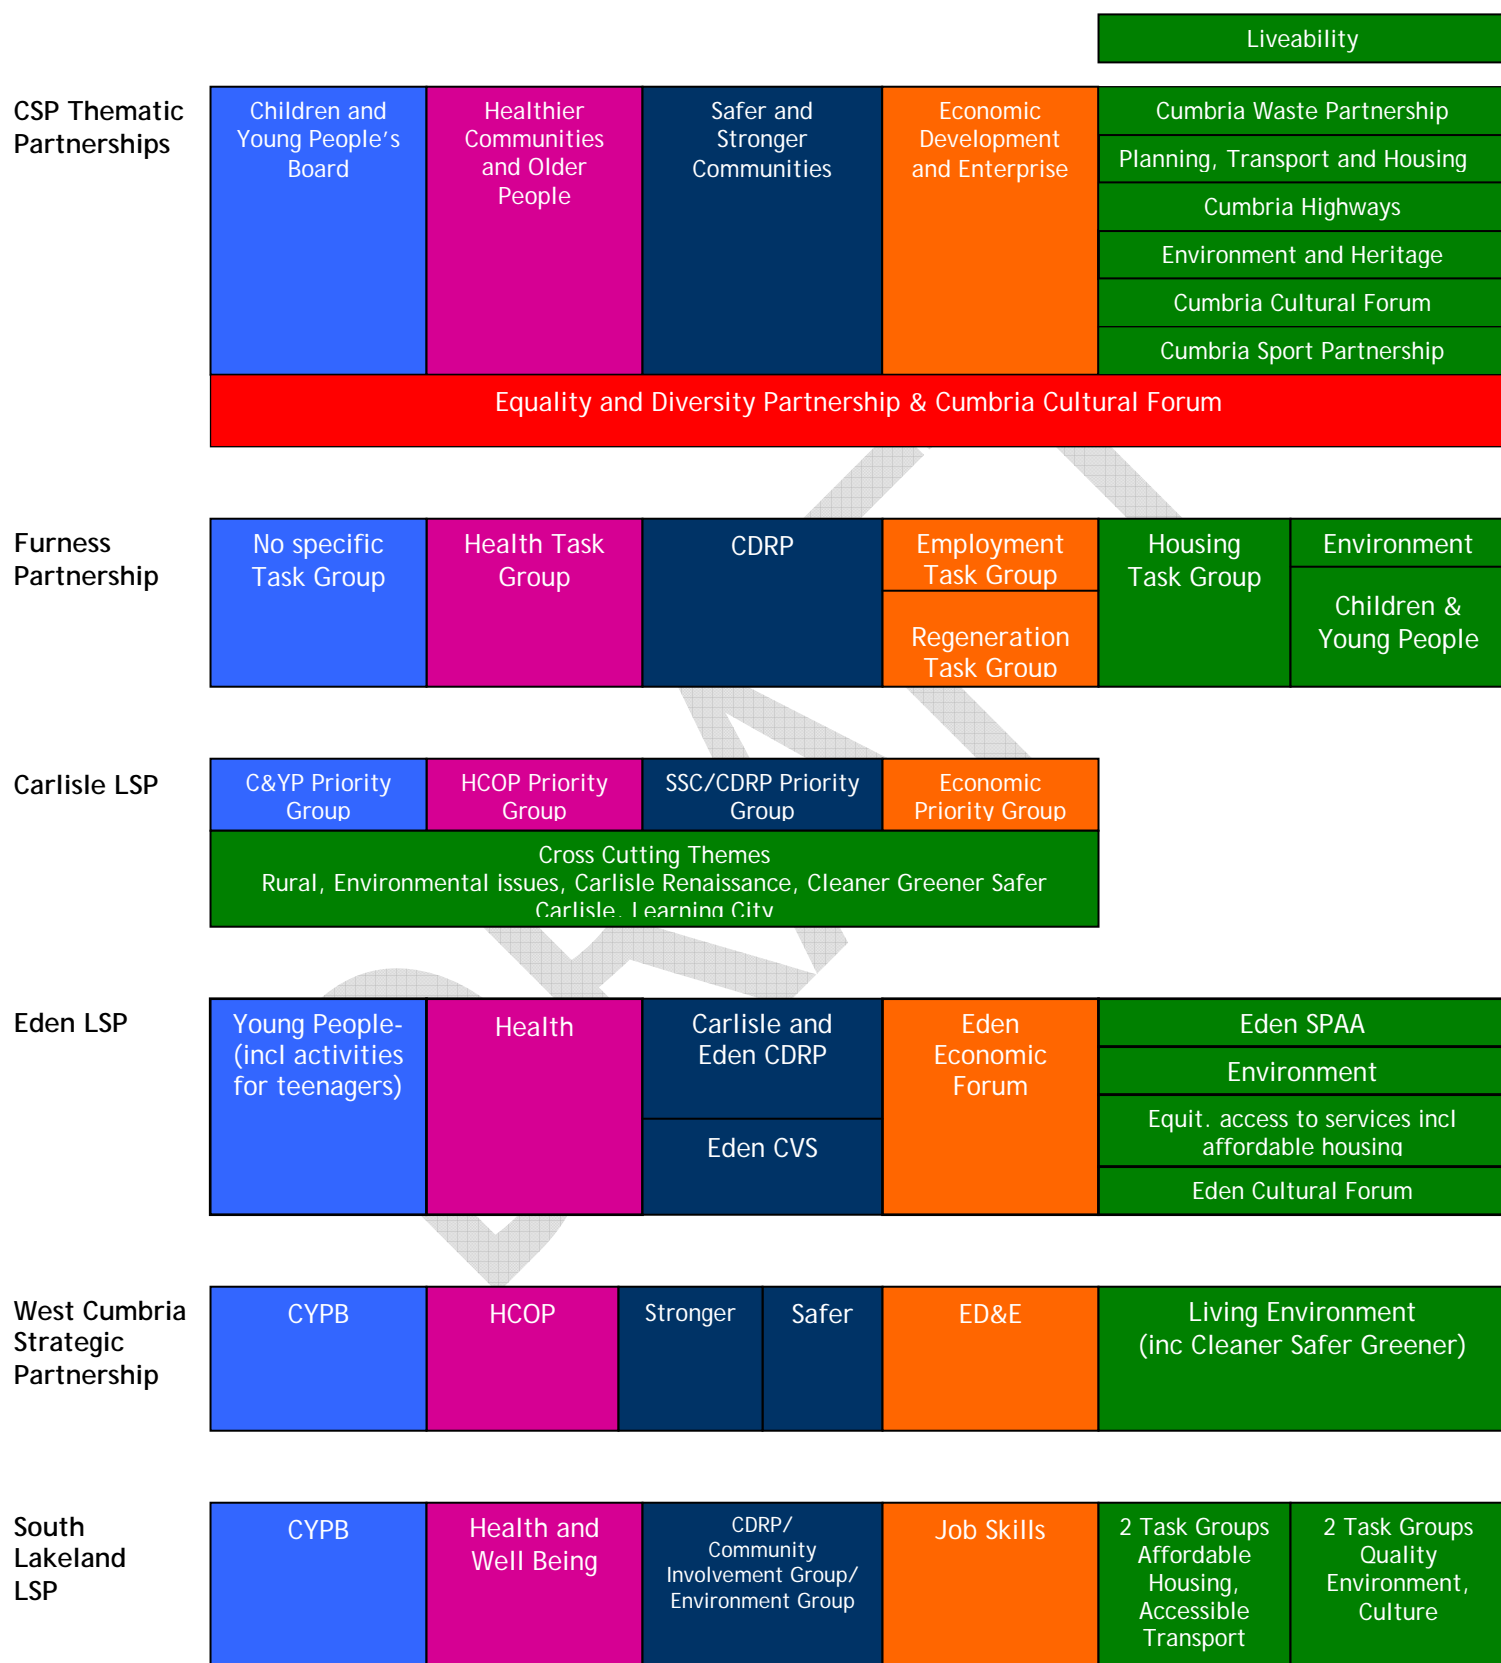 Liveability
CSP Thematic
Partnerships
Children and
Young People's
Board
Healthier
Communities
and Older
People
Safer and
Stronger
Communities
Economic
Development
and Enterprise
Cumbria Waste Partnership
Planning, Transport and Housing
Cumbria Highways
Environment and Heritage
Cumbria Cultural Forum
Cumbria Sport Partnership
Equality and Diversity Partnership & Cumbria Cultural Forum
Furness
Partnership
No specific
Task Group
Health Task
Group
CDRP
Employment
Task Group
Regeneration
Task Group
Housing
Task Group
Environment
Children &
Young People
Carlisle LSP
C&YP Priority
Group
HCOP Priority
Group
SSC/CDRP Priority
Group
Economic
Priority Group
Cross Cutting Themes
Rural, Environmental issues, Carlisle Renaissance, Cleaner Greener Safer
Carlisle, Learning City
Eden LSP
Young People-
(incl activities
for teenagers)
Health
Carlisle and
Eden CDRP
Eden CVS
Eden
Economic
Forum
Eden SPAA
Environment
Equit. access to services incl
affordable housing
Eden Cultural Forum
West Cumbria
Strategic
Partnership
CYPB
HCOP
Stronger
Safer
ED&E
Living Environment
(inc Cleaner Safer Greener)
South
Lakeland
LSP
CYPB
Health and
Well Being
CDRP/
Community
Involvement Group/
Environment Group
Job Skills
2 Task Groups
Affordable
Housing,
Accessible
Transport
2 Task Groups
Quality
Environment,
Culture